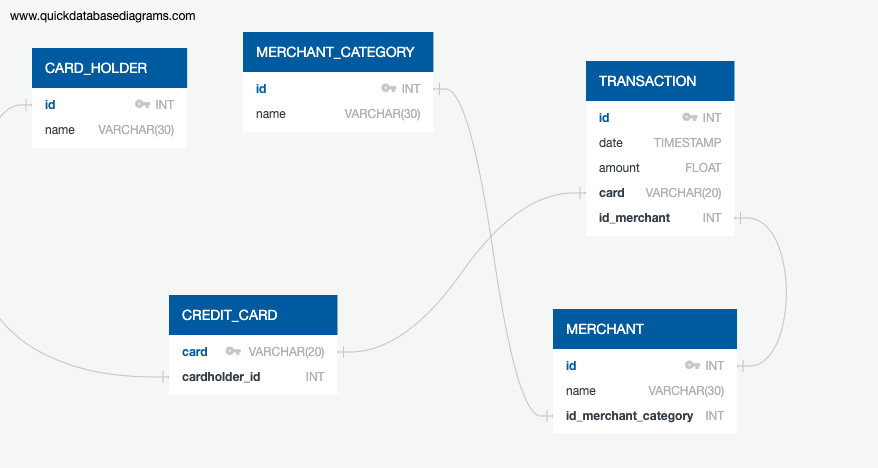 www.quickdatabasediagrams.com
CARD_HOLDER
id INT
name VARCHAR(30)
MERCHANT_CATEGORY
id INT
name VARCHAR(30)
TRANSACTION
id INT
date TIMESTAMP
amount FLOAT
card VARCHAR(20)
id_merchant INT
CREDIT_CARD
card VARCHAR(20)
cardholder_id INT
MERCHANT
id INT
name VARCHAR(30)
id_merchant_category INT